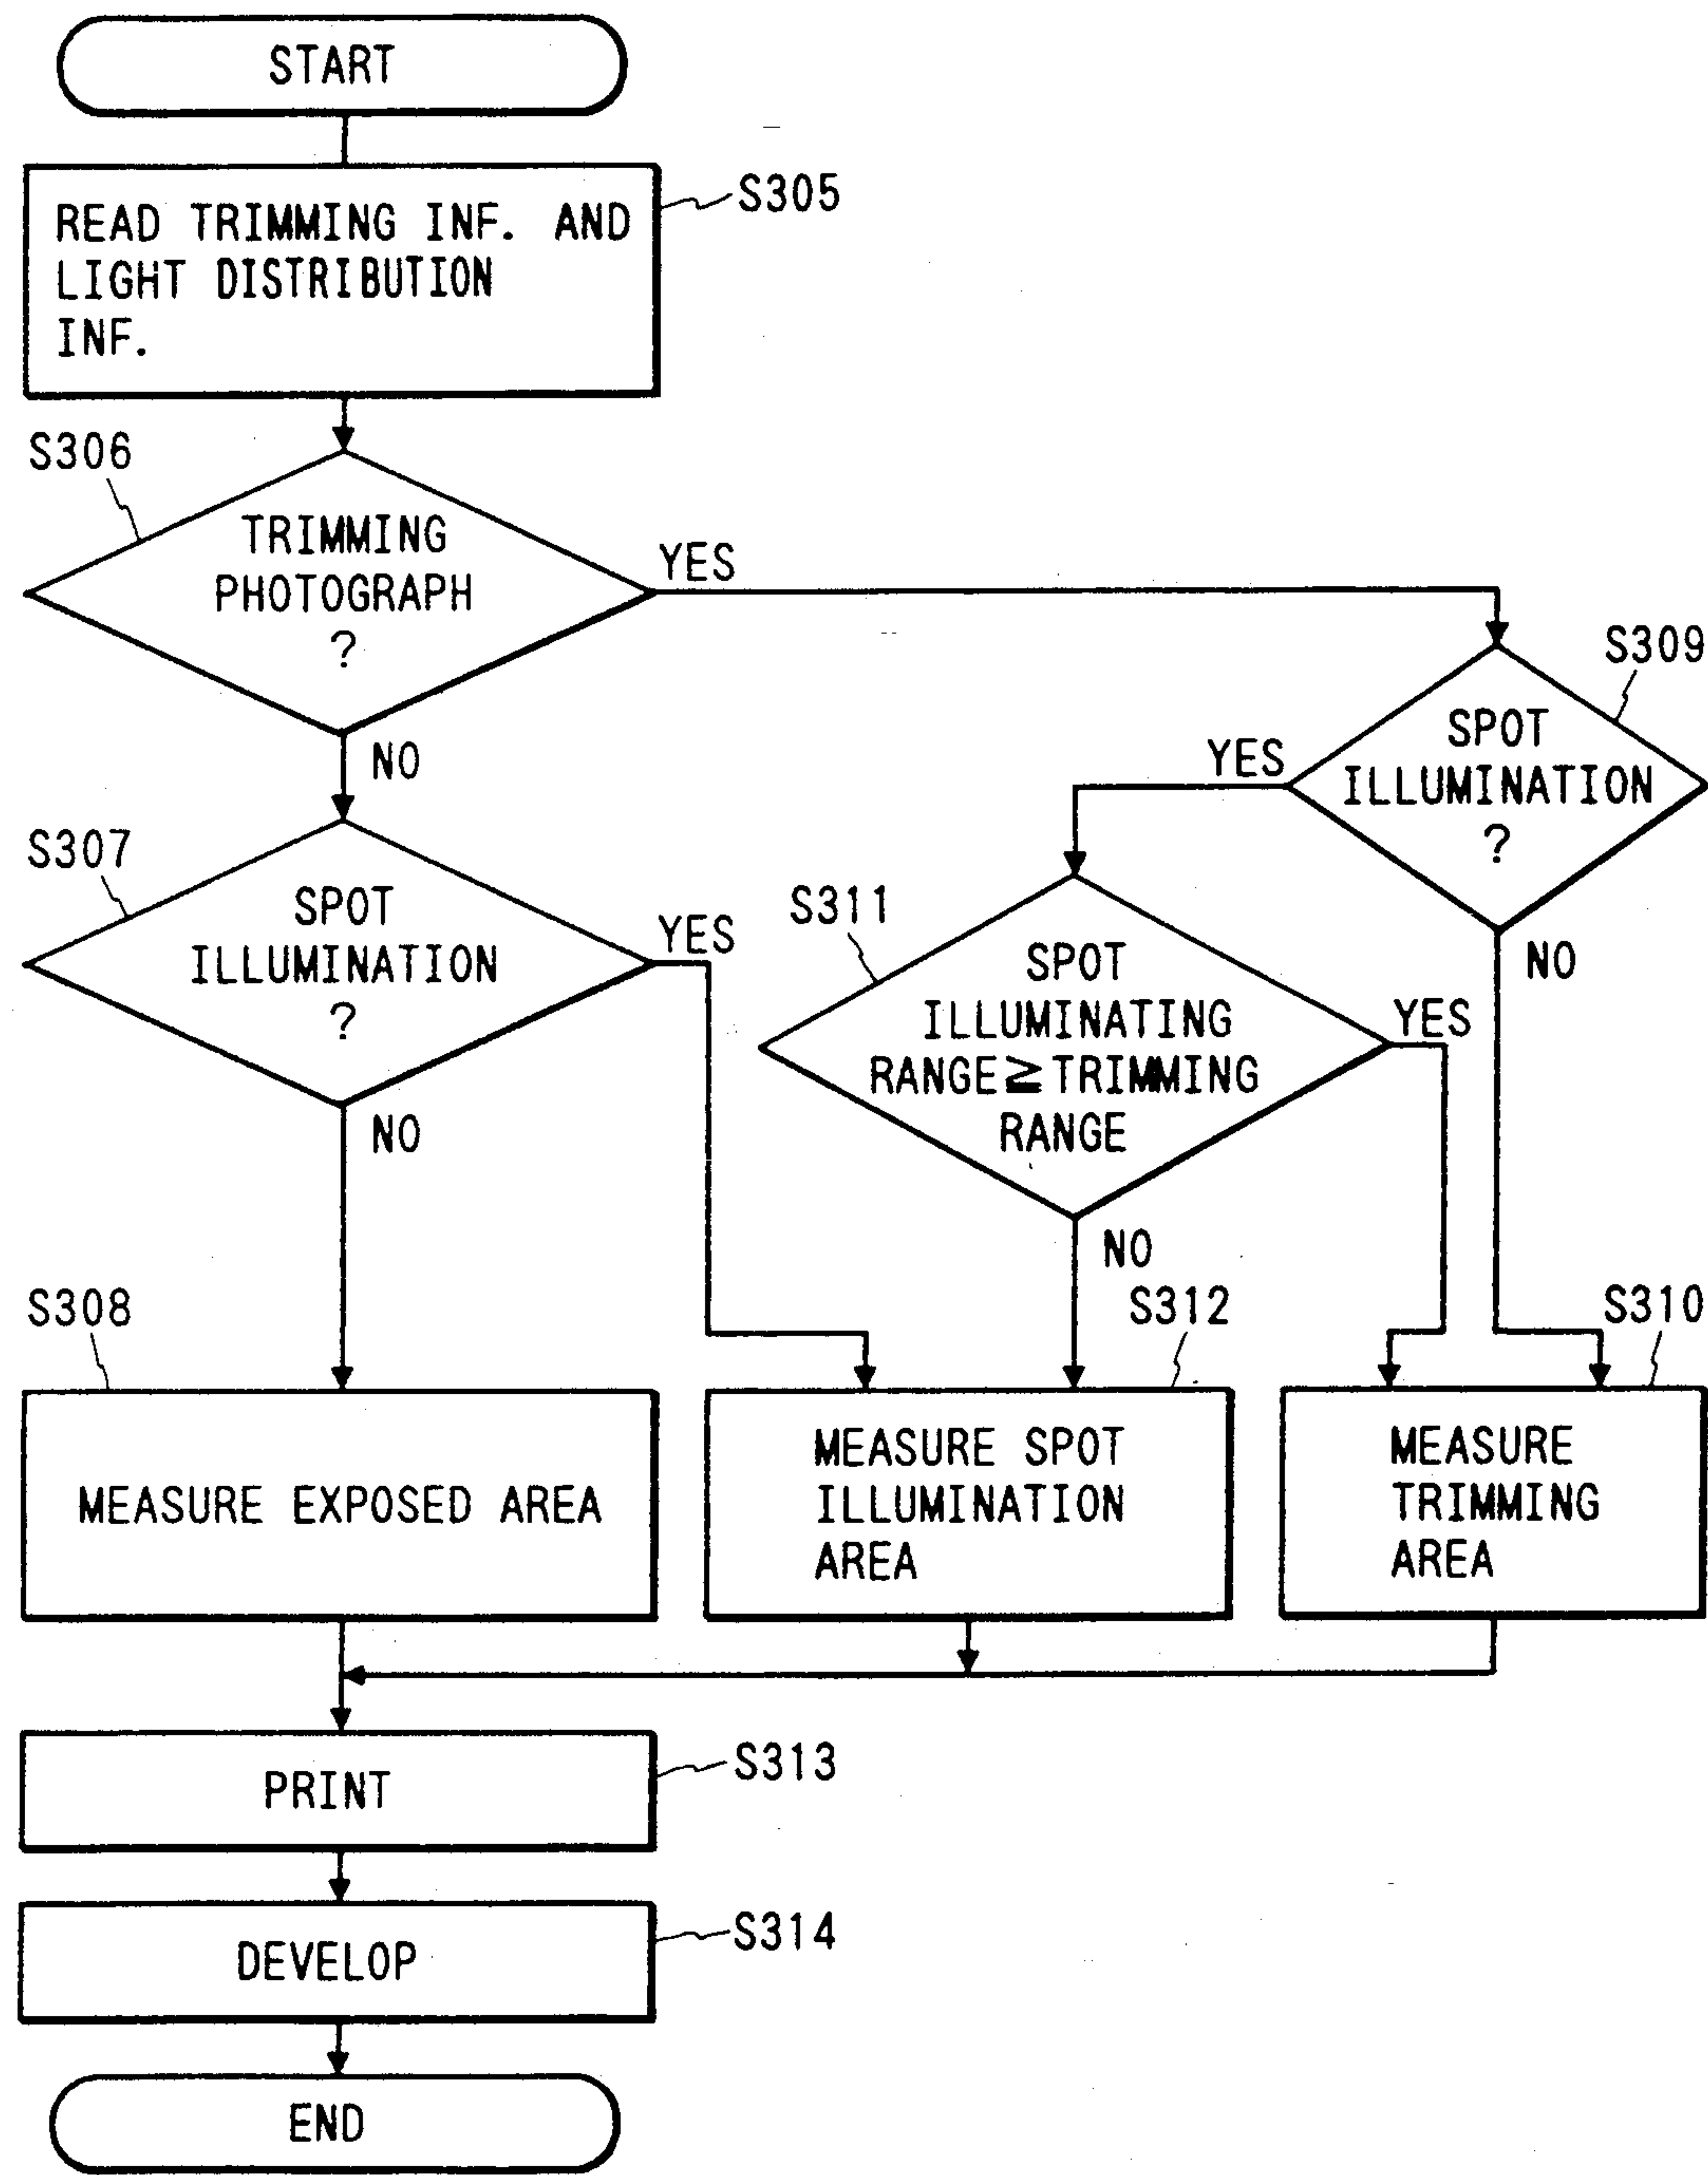 START
S305
READ TRIMMING INF. AND
LIGHT DISTRIBUTION
INF.
S306
TRIMMING
PHOTOGRAPH
?
YES
NO
S309
SPOT
ILLUMINATION
?
YES
NO
S307
SPOT
ILLUMINATION
?
YES
NO
S311
SPOT
ILLUMINATING
RANGE≧TRIMMING
RANGE
YES
NO
S308
MEASURE EXPOSED AREA
S312
MEASURE SPOT
ILLUMINATION
AREA
S310
MEASURE
TRIMMING
AREA
S313
PRINT
S314
DEVELOP
END